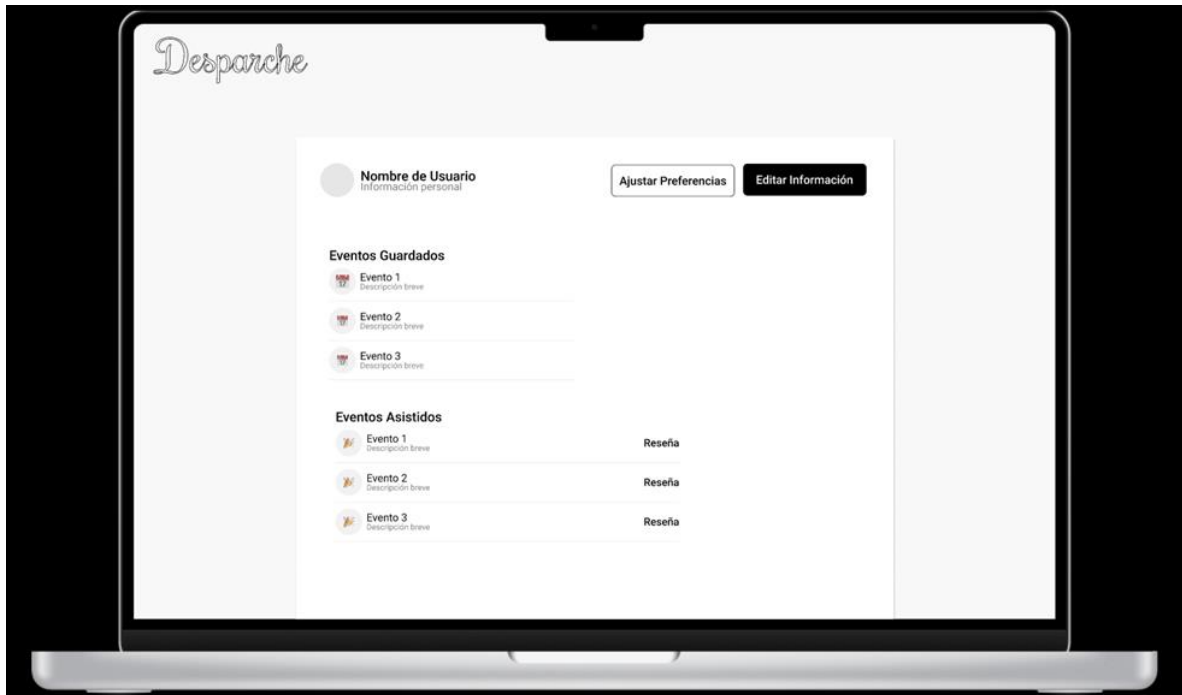 Desparche
Nombre de Usuario
Información personal
Ajustar Preferencias
Editar Información
Eventos Guardados
Evento 1
Descripción breve
Evento 2
Descripción breve
Evento 3
Descripción breve
Eventos Asistidos
Evento 1
Descripción breve
Reseña
Evento 2
Descripción breve
Reseña
Evento 3
Descripción breve
Reseña